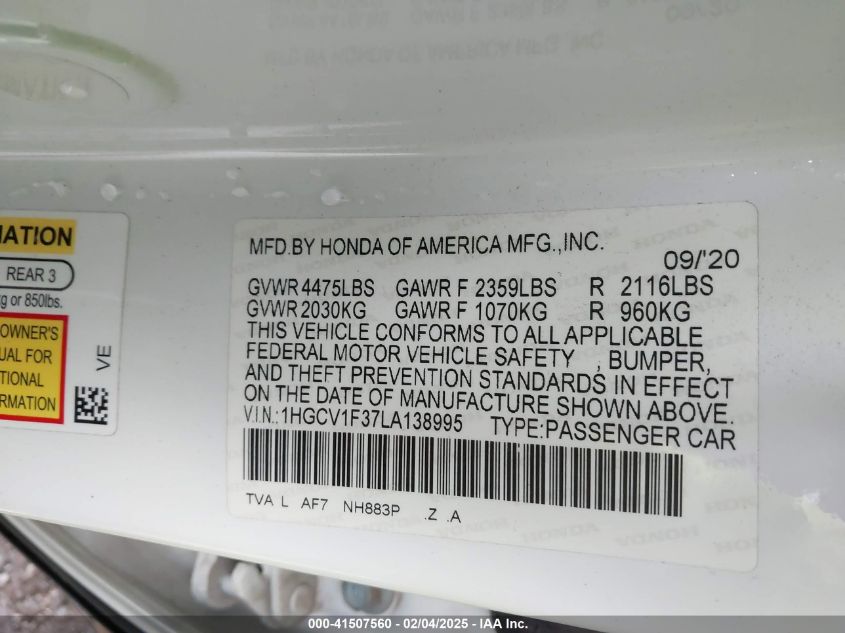 MATION
REAR 3
kg or 850lbs.
OWNER'S
UAL FOR
TIONAL
ORMATION
VE
MFD.BY HONDA OF AMERICA MFG.,INC.
09/'20
GVWR 4475LBS GAWR F 2359LBS R 2116LBS
GVWR 2030KG GAWR F 1070KG R 960KG
THIS VEHICLE CONFORMS TO ALL APPLICABLE
FEDERAL MOTOR VEHICLE SAFETY , BUMPER,
AND THEFT PREVENTION STANDARDS IN EFFECT
ON THE DATE OF MANUFACTURE SHOWN ABOVE.
V.I.N.:1HGCV1F37LA138995 TYPE:PASSENGER CAR
TVA L AF7 NH883P .Z .A
000-41507560 - 02/04/2025 - IAA Inc.